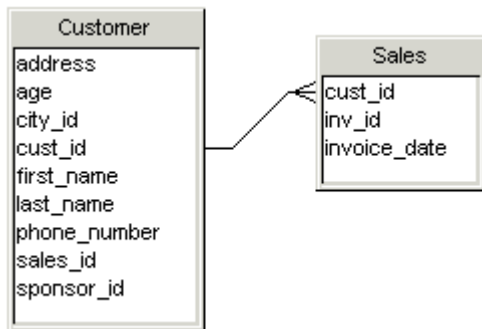 Customer
address
age
city_id
cust_id
first_name
last_name
phone_number
sales_id
sponsor_id
Sales
cust_id
inv_id
invoice_date